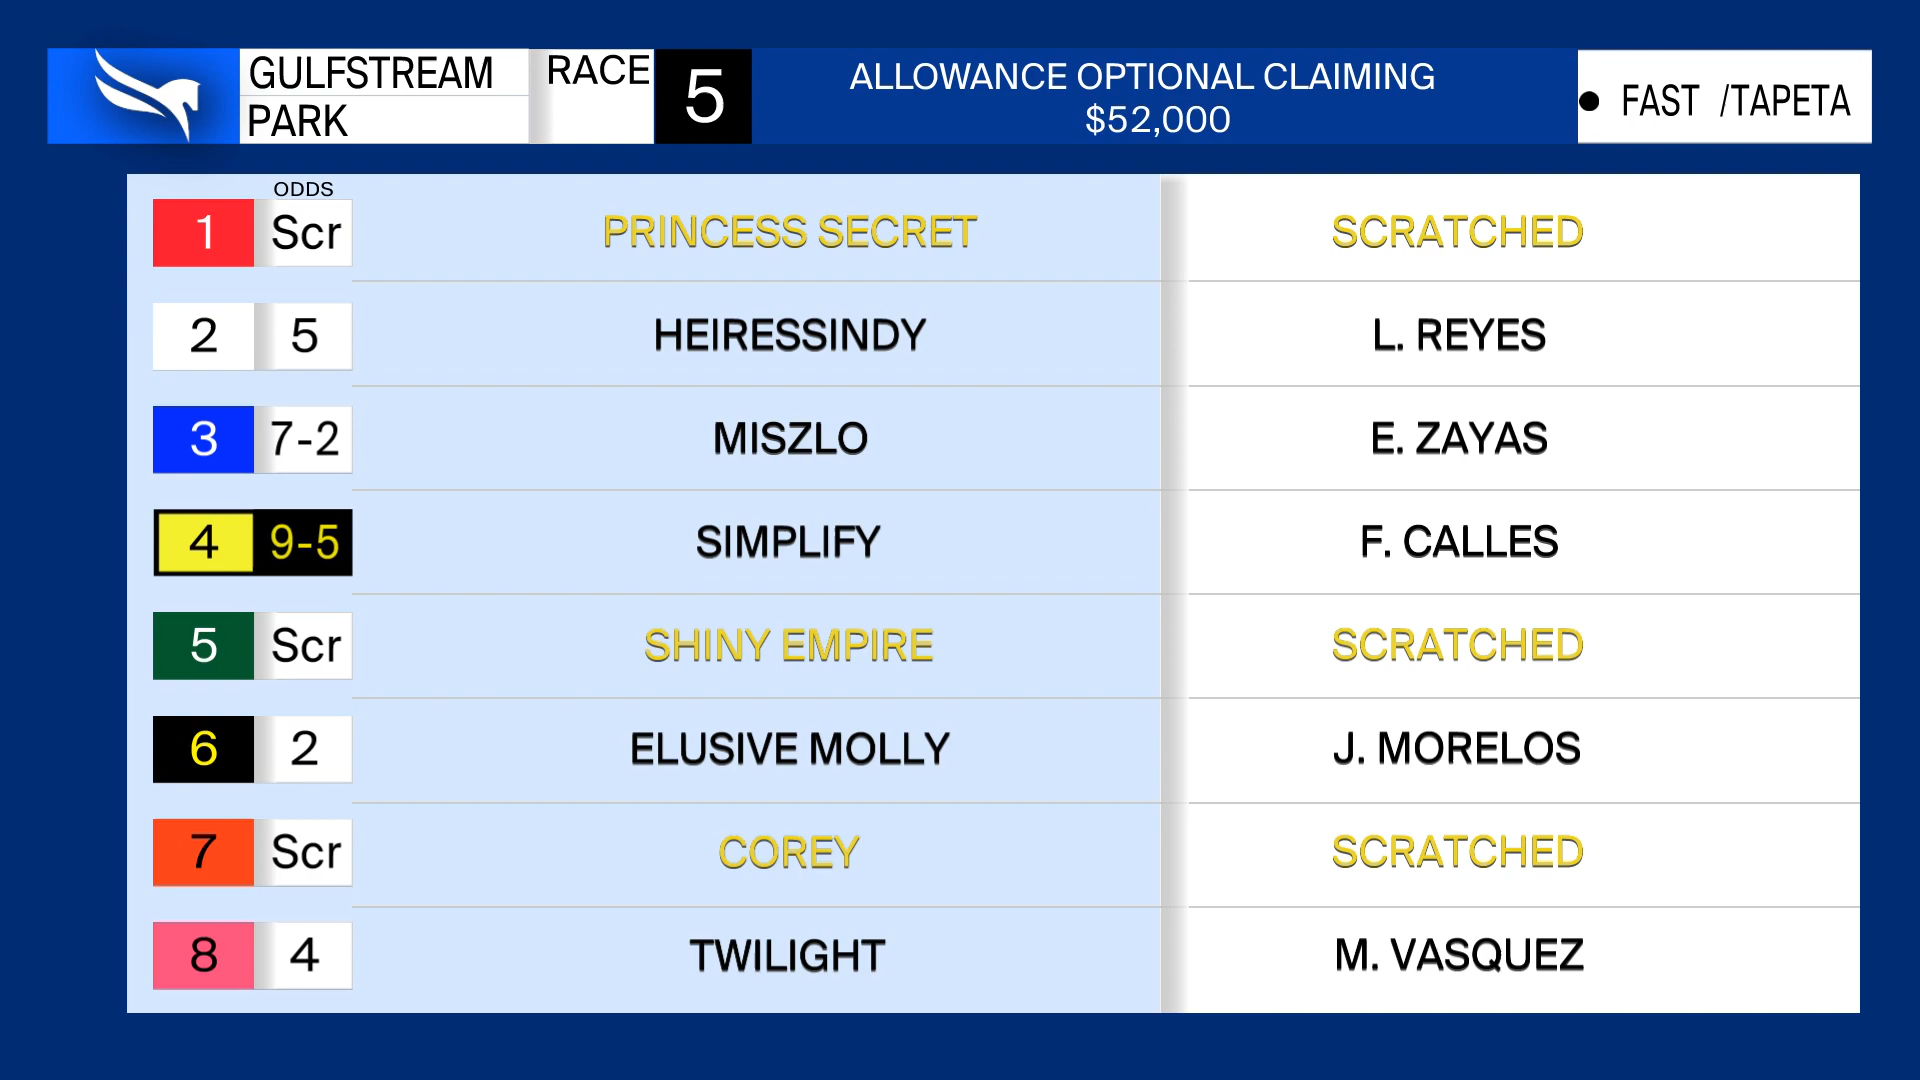 GULFSTREAM
PARK
RACE
5
ALLOWANCE OPTIONAL CLAIMING
$52,000
● FAST /TAPETA
ODDS
1 Scr PRINCESS SECRET SCRATCHED
2 5 HEIRESSINDY L. REYES
3 7-2 MISZLO E. ZAYAS
4 9-5 SIMPLIFY F. CALLES
5 Scr SHINY EMPIRE SCRATCHED
6 2 ELUSIVE MOLLY J. MORELOS
7 Scr COREY SCRATCHED
8 4 TWILIGHT M. VASQUEZ